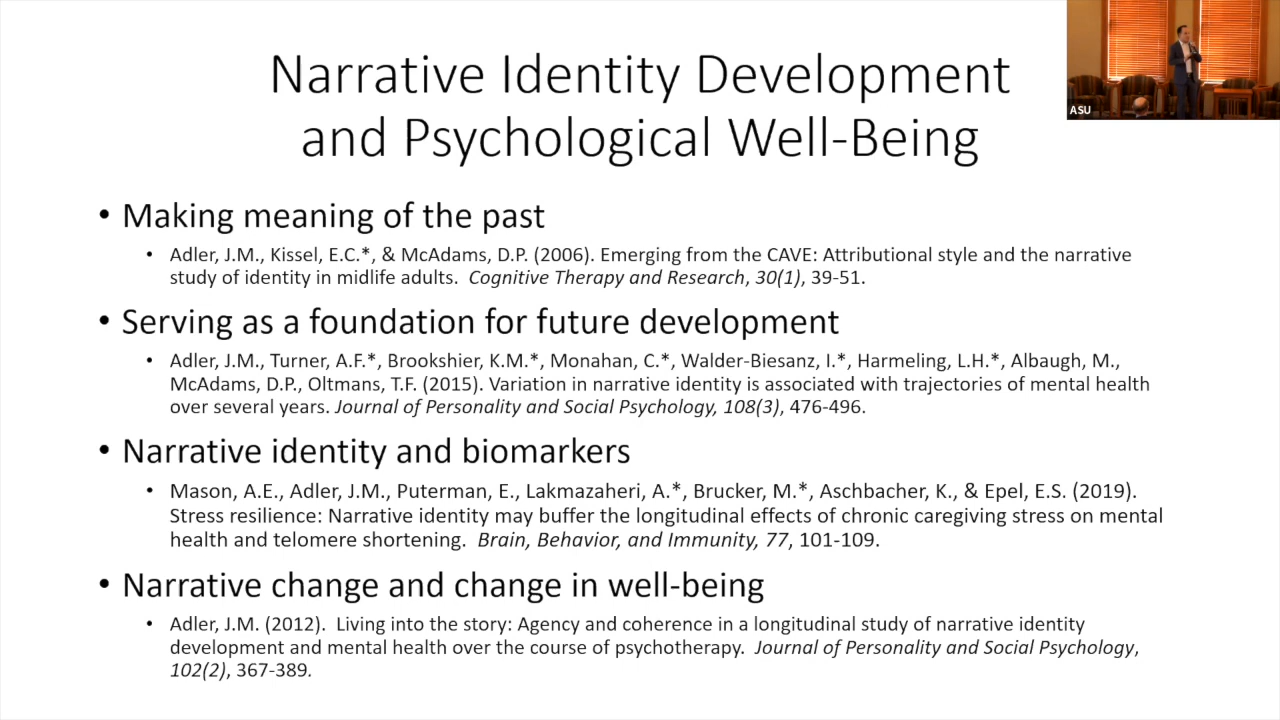 Narrative Identity Development
and Psychological Well-Being
ASU
• Making meaning of the past
• Adler, J.M., Kissel, E.C.*, & McAdams, D.P. (2006). Emerging from the CAVE: Attributional style and the narrative
study of identity in midlife adults. Cognitive Therapy and Research, 30(1), 39-51.
• Serving as a foundation for future development
• Adler, J.M., Turner, A.F.*, Brookshier, K.M.*, Monahan, C.*, Walder-Biesanz, I.*, Harmeling, L.H.*, Albaugh, M.,
McAdams, D.P., Oltmans, T.F. (2015). Variation in narrative identity is associated with trajectories of mental health
over several years. Journal of Personality and Social Psychology, 108(3), 476-496.
• Narrative identity and biomarkers
• Mason, A.E., Adler, J.M., Puterman, E., Lakmazaheri, A.*, Brucker, M.*, Aschbacher, K., & Epel, E.S. (2019).
Stress resilience: Narrative identity may buffer the longitudinal effects of chronic caregiving stress on mental
health and telomere shortening. Brain, Behavior, and Immunity, 77, 101-109.
• Narrative change and change in well-being
• Adler, J.M. (2012). Living into the story: Agency and coherence in a longitudinal study of narrative identity
development and mental health over the course of psychotherapy. Journal of Personality and Social Psychology,
102(2), 367-389.